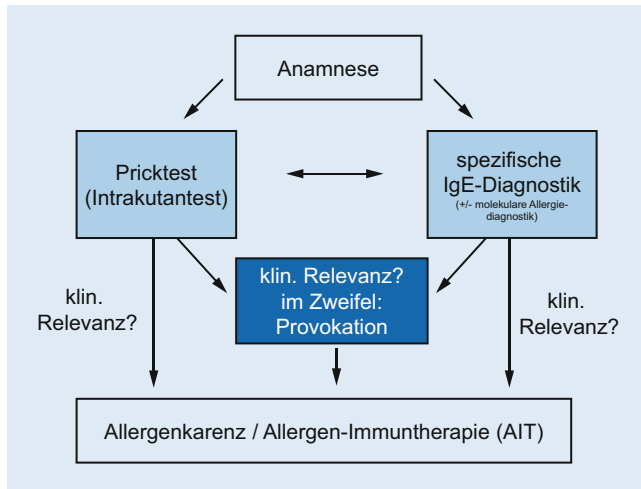 Anamnese
Pricktest
(Intrakutantest)
spezifische
IgE-Diagnostik
(+/- molekulare Allergie-
diagnostik)
klin. Relevanz?
im Zweifel:
Provokation
klin.
Relevanz?
klin.
Relevanz?
Allergenkarenz / Allergen-Immuntherapie (AIT)